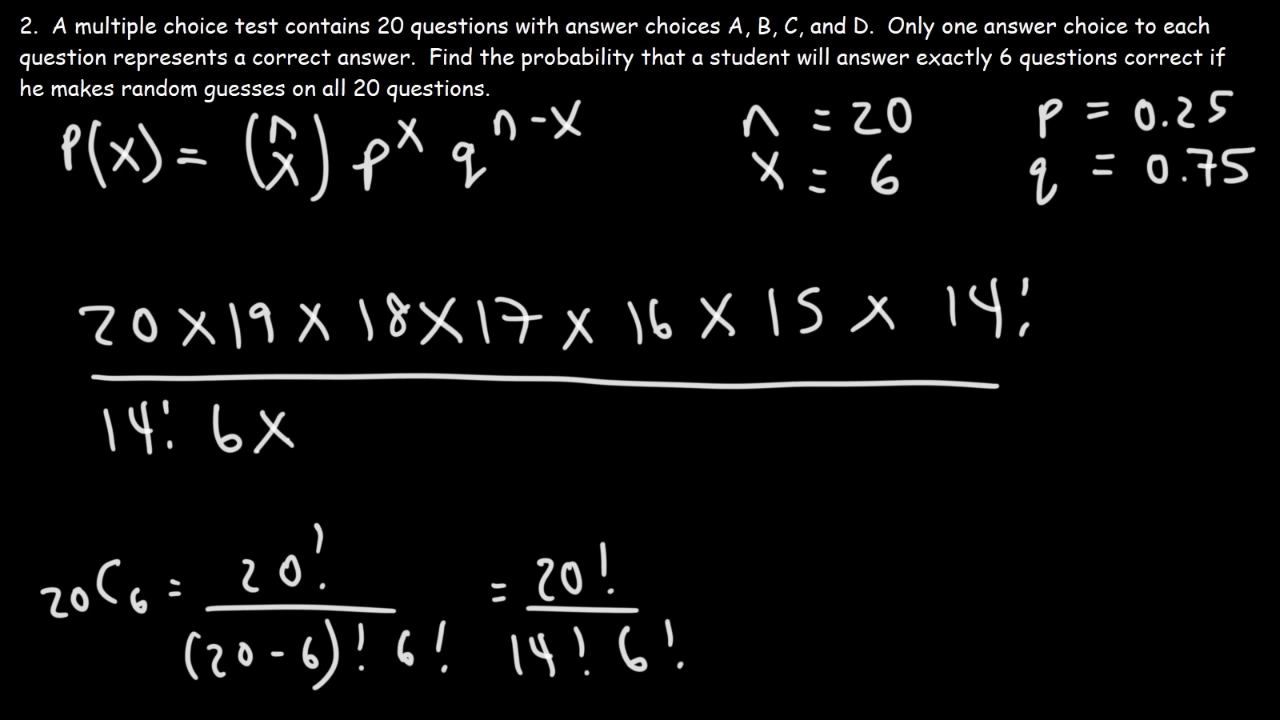 2. A multiple choice test contains 20 questions with answer choices A, B, C, and D. Only one answer choice to each
question represents a correct answer. Find the probability that a student will answer exactly 6 questions correct if
he makes random guesses on all 20 questions.
P(x) = (n x) p^x q^n-x n = 20 p = 0.25
x = 6 q = 0.75
20 x 19 x 18 x 17 x 16 x 15 x 14!
14! 6 x
20C6 = 20! / (20-6)! 6! = 20! / 14! 6!